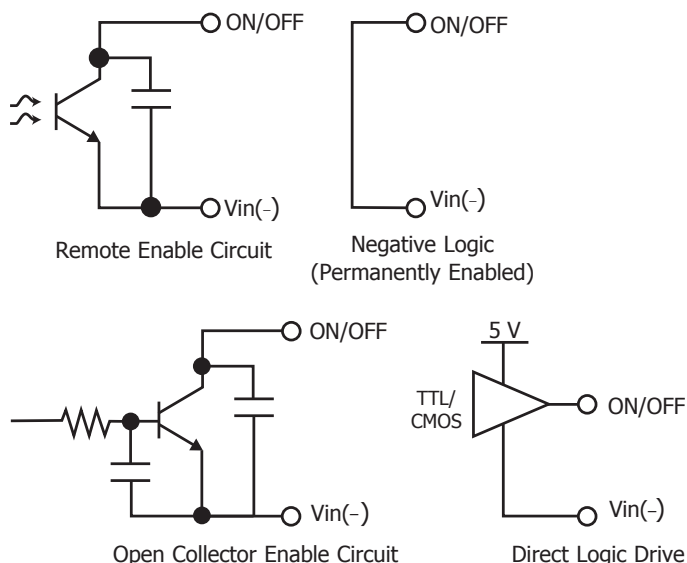 ON/OFF
Vin(−)
Remote Enable Circuit
ON/OFF
Vin(−)
Negative Logic
(Permanently Enabled)
ON/OFF
Vin(−)
Open Collector Enable Circuit
5 V
TTL/
CMOS
ON/OFF
Vin(−)
Direct Logic Drive